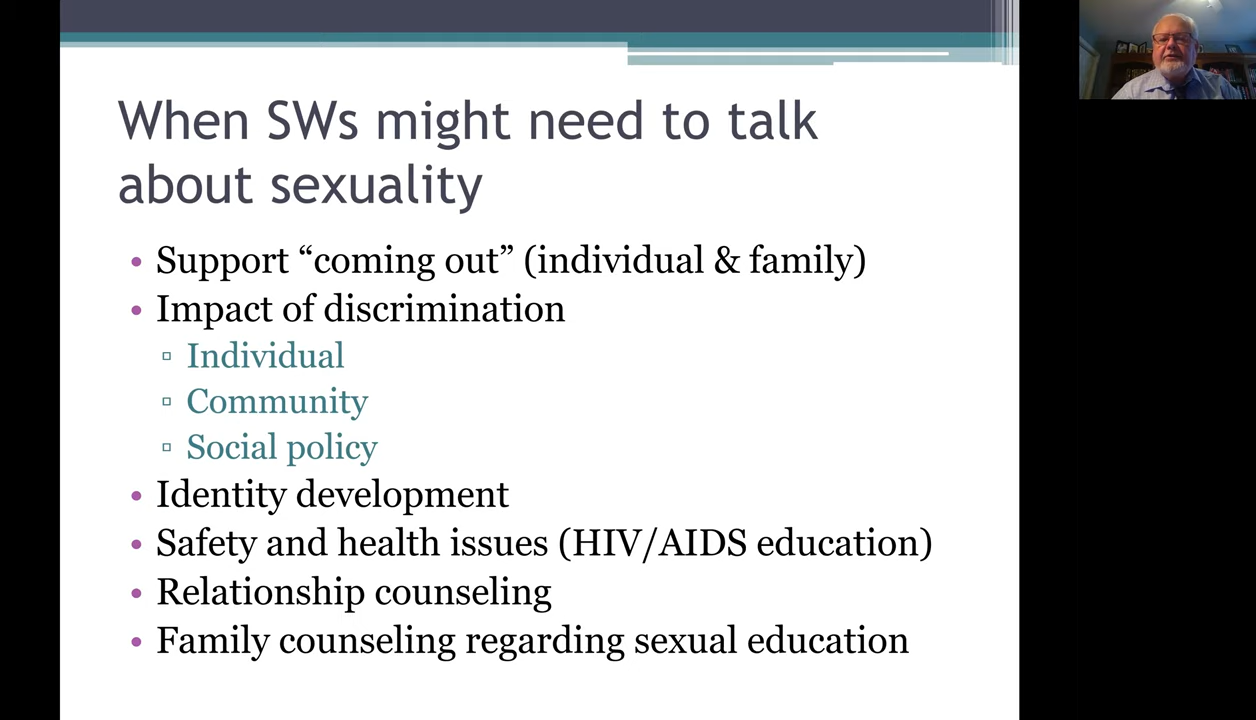 When SWs might need to talk
about sexuality
• Support “coming out” (individual & family)
• Impact of discrimination
▫ Individual
▫ Community
▫ Social policy
• Identity development
• Safety and health issues (HIV/AIDS education)
• Relationship counseling
• Family counseling regarding sexual education